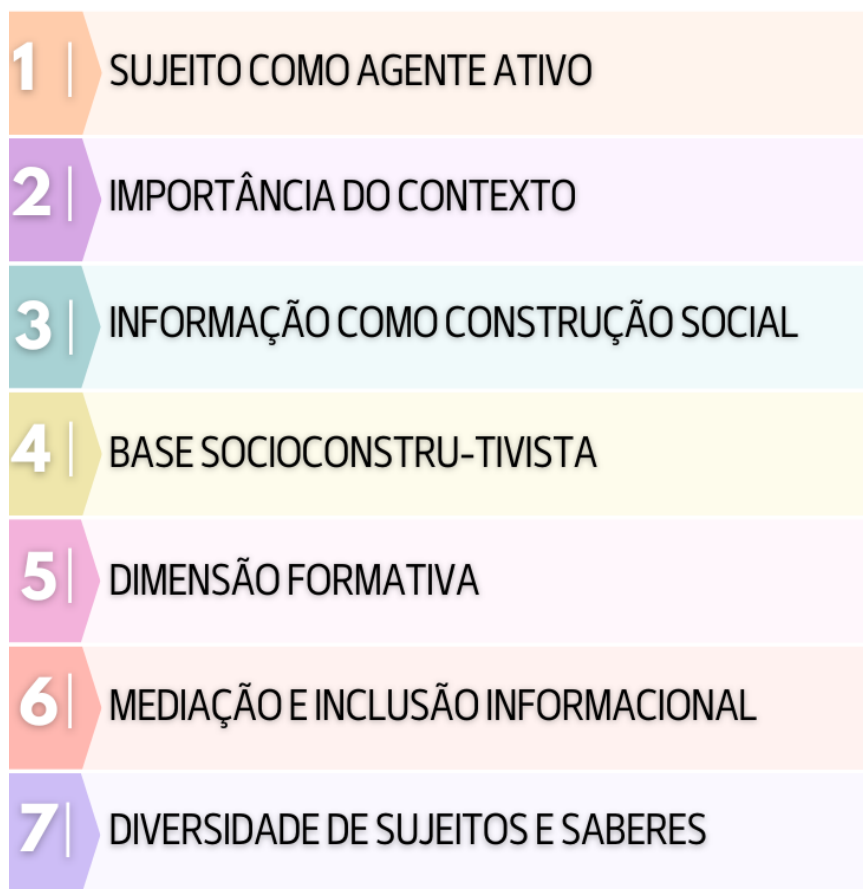 1 | SUJEITO COMO AGENTE ATIVO
2 | IMPORTÂNCIA DO CONTEXTO
3 | INFORMAÇÃO COMO CONSTRUÇÃO SOCIAL
4 | BASE SOCIOCONSTRU-TIVISTA
5 | DIMENSÃO FORMATIVA
6 | MEDIAÇÃO E INCLUSÃO INFORMACIONAL
7 | DIVERSIDADE DE SUJEITOS E SABERES